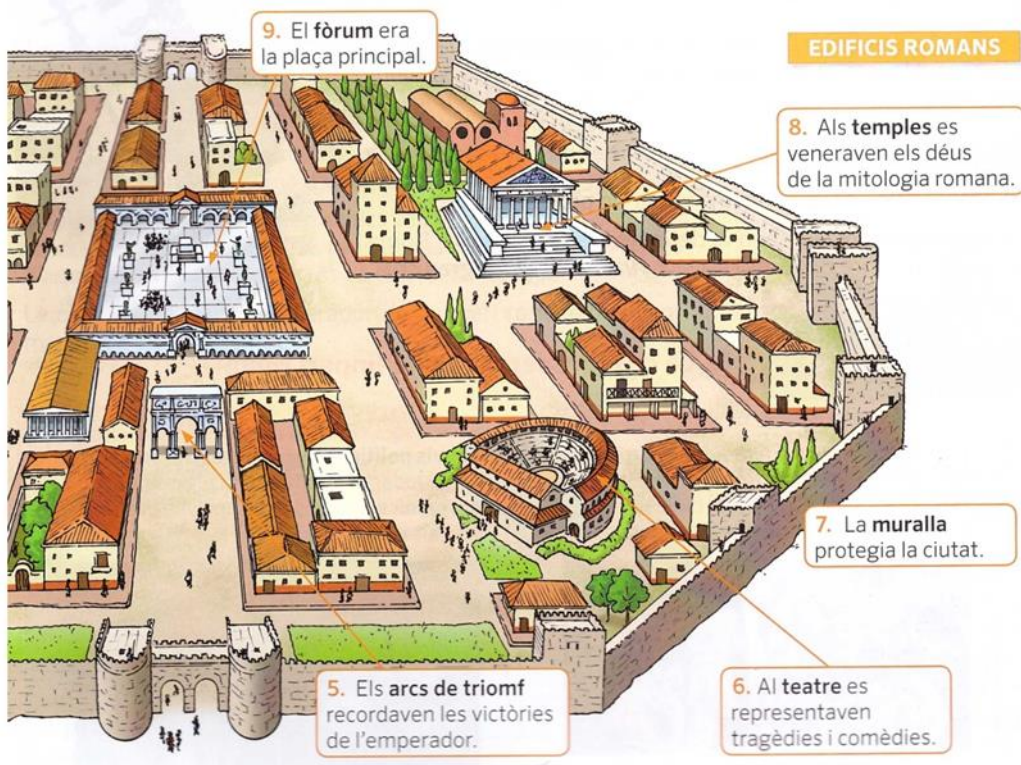 9. El fòrum era
la plaça principal.
EDIFICIS ROMANS
8. Als temples es
veneraven els déus
de la mitologia romana.
7. La muralla
protegia la ciutat.
5. Els arcs de triomf
recordaven les victòries
de l'emperador.
6. Al teatre es
representaven
tragèdies i comèdies.